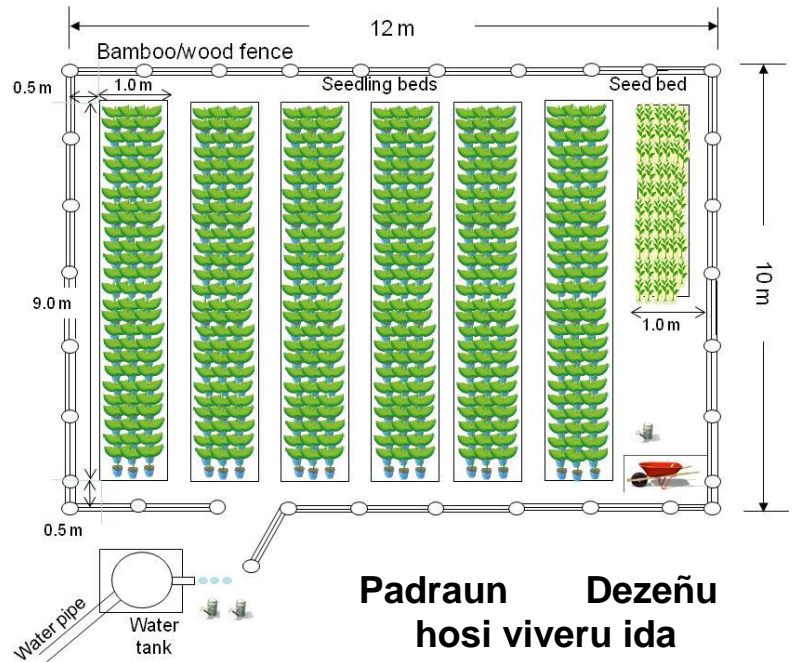 12 m
Bamboo/wood fence
0.5 m
1.0 m
Seedling beds
Seed bed
10 m
9.0 m
1.0 m
0.5 m
Water pipe
Water
tank
Padraun Dezeñu
hosi viveru ida